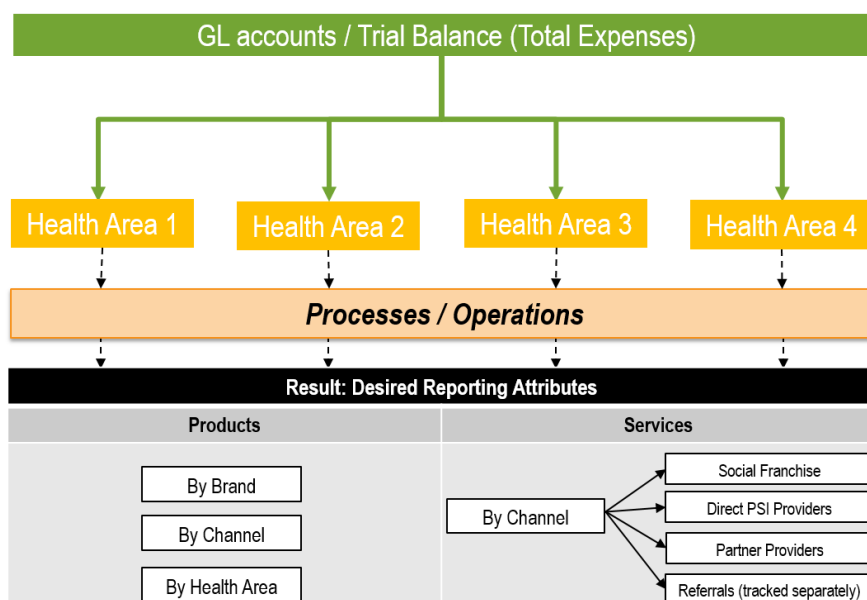 GL accounts / Trial Balance (Total Expenses)
Health Area 1
Health Area 2
Health Area 3
Health Area 4
Processes / Operations
Result: Desired Reporting Attributes
Products
Services
By Brand
By Channel
By Health Area
By Channel
Social Franchise
Direct PSI Providers
Partner Providers
Referrals (tracked separately)